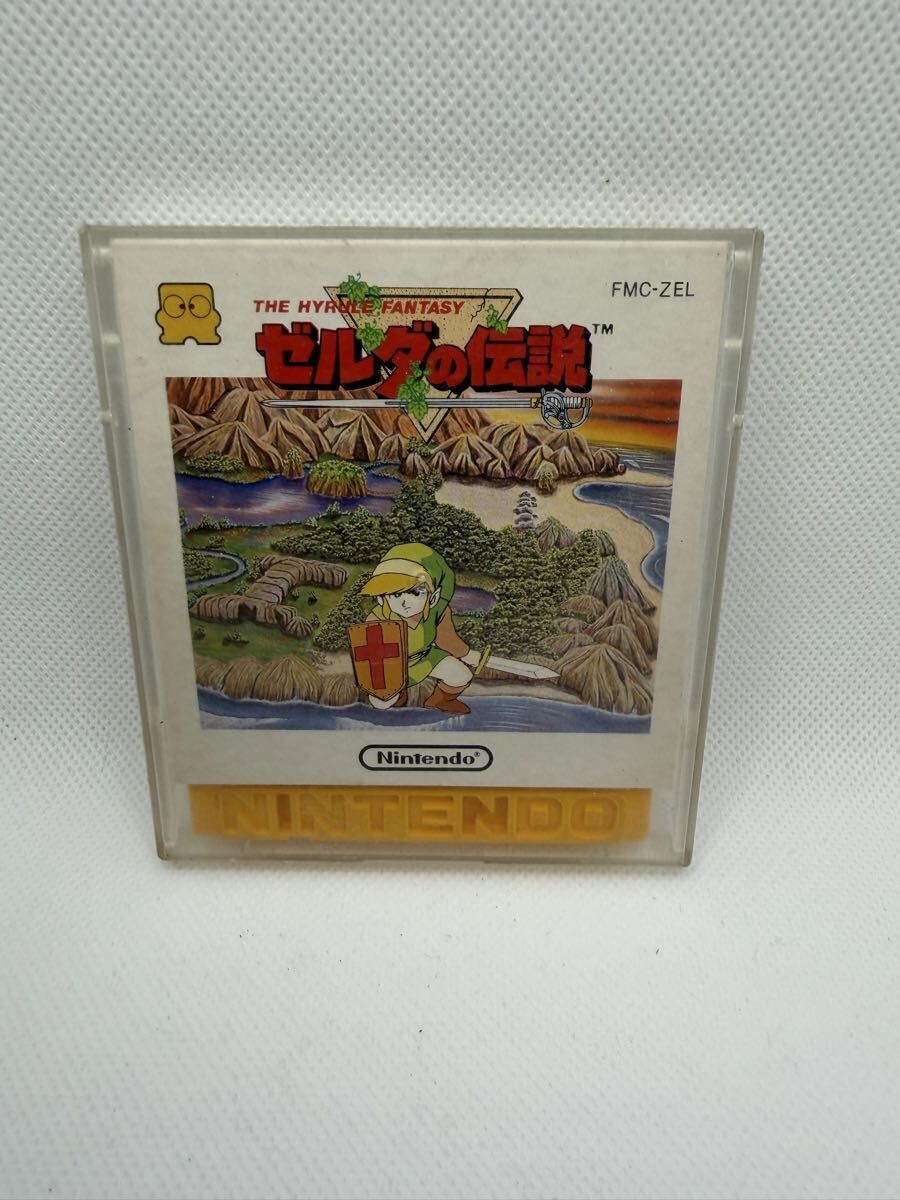 FMC-ZEL
THE HYRULE FANTASY
ゼルダの伝説™
Nintendo®
NINTENDO